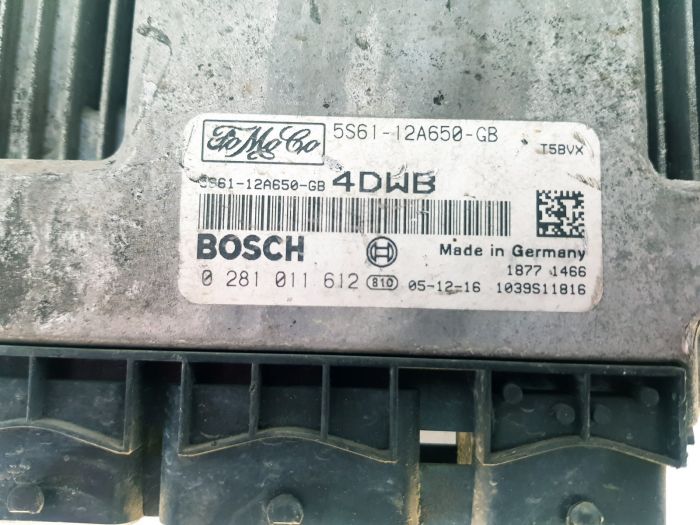 FoMoCo 5S61-12A650-GB
T5BVX
5S61-12A650-GB 4DWB
BOSCH Made in Germany
1877 1466
0 281 011 612 810 05-12-16 1039S11816